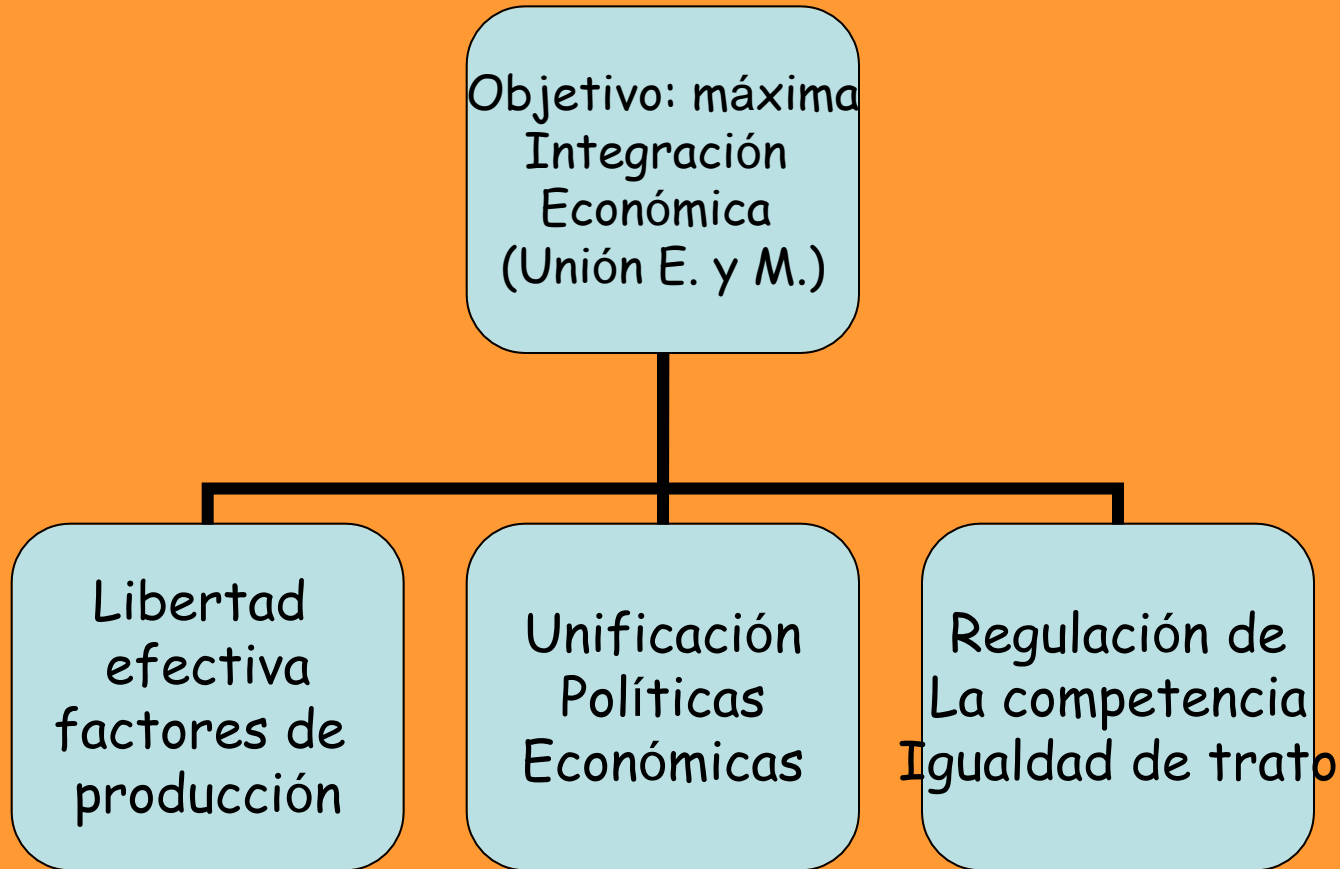 Objetivo: máxima
Integración
Económica
(Unión E. y M.)
Libertad
efectiva
factores de
producción
Unificación
Políticas
Económicas
Regulación de
La competencia
Igualdad de trato